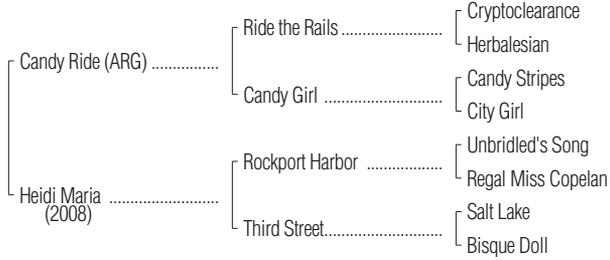 Cryptoclearance
Ride the Rails
Herbalesian
Candy Ride (ARG)
Candy Stripes
Candy Girl
City Girl
Unbridled's Song
Rockport Harbor
Regal Miss Copelan
Heidi Maria
(2008)
Salt Lake
Third Street
Bisque Doll